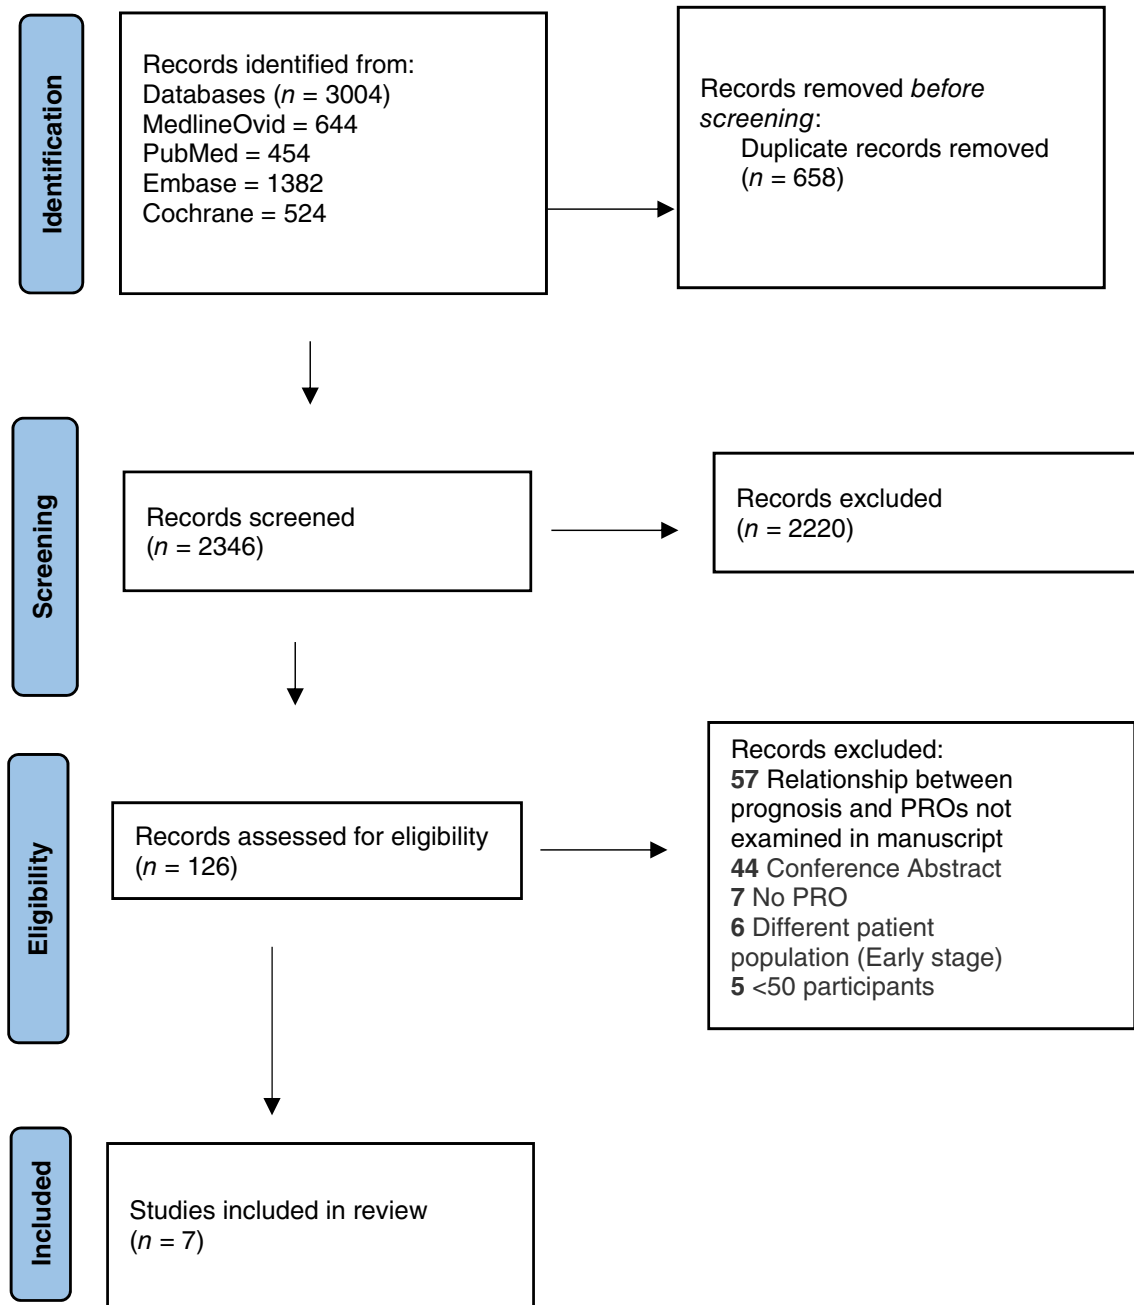 Identification
Records identified from:
Databases (n = 3004)
MedlineOvid = 644
PubMed = 454
Embase = 1382
Cochrane = 524
Records removed before
screening:
Duplicate records removed
(n = 658)
Screening
Records screened
(n = 2346)
Records excluded
(n = 2220)
Eligibility
Records assessed for eligibility
(n = 126)
Records excluded:
57 Relationship between
prognosis and PROs not
examined in manuscript
44 Conference Abstract
7 No PRO
6 Different patient
population (Early stage)
5 <50 participants
Included
Studies included in review
(n = 7)